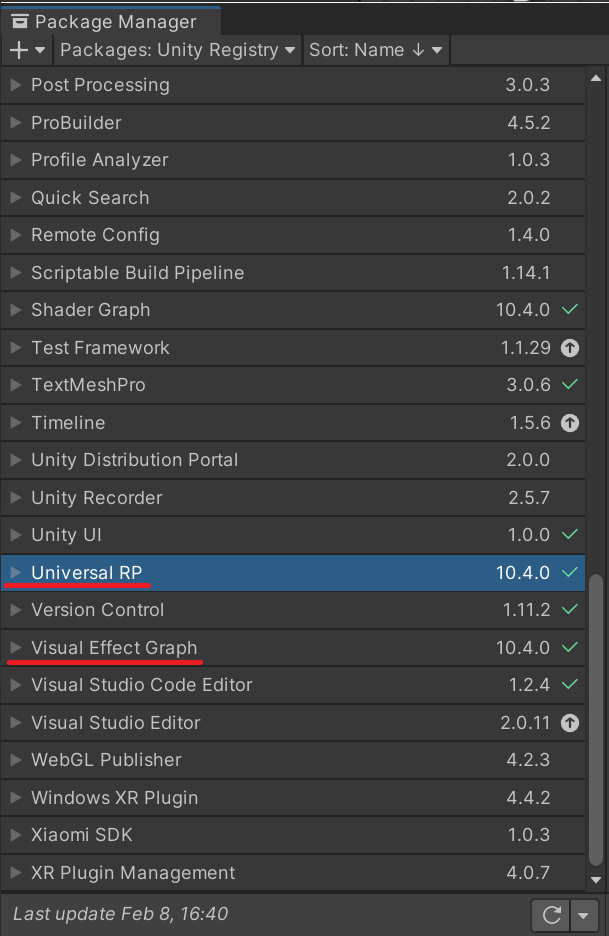 Package Manager
+ Packages: Unity Registry Sort: Name ↓
Post Processing 3.0.3
ProBuilder 4.5.2
Profile Analyzer 1.0.3
Quick Search 2.0.2
Remote Config 1.4.0
Scriptable Build Pipeline 1.14.1
Shader Graph 10.4.0
Test Framework 1.1.29
TextMeshPro 3.0.6
Timeline 1.5.6
Unity Distribution Portal 2.0.0
Unity Recorder 2.5.7
Unity UI 1.0.0
Universal RP 10.4.0
Version Control 1.11.2
Visual Effect Graph 10.4.0
Visual Studio Code Editor 1.2.4
Visual Studio Editor 2.0.11
WebGL Publisher 4.2.3
Windows XR Plugin 4.4.2
Xiaomi SDK 1.0.3
XR Plugin Management 4.0.7
Last update Feb 8, 16:40